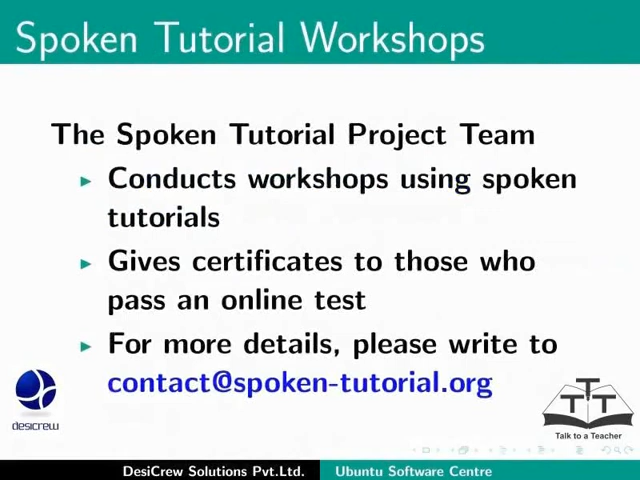 Spoken Tutorial Workshops
The Spoken Tutorial Project Team
Conducts workshops using spoken
tutorials
Gives certificates to those who
pass an online test
For more details, please write to
contact@spoken-tutorial.org
desicrew
TTT
Talk to a Teacher
DesiCrew Solutions Pvt.Ltd. Ubuntu Software Centre